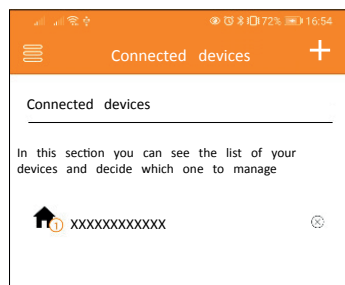 72% 16:54
Connected devices +
Connected devices
In this section you can see the list of your
devices and decide which one to manage
1 XXXXXXXXXXXX